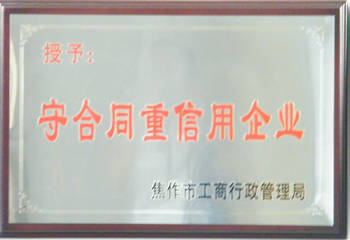 授予：
守合同重信用企业
焦作市工商行政管理局